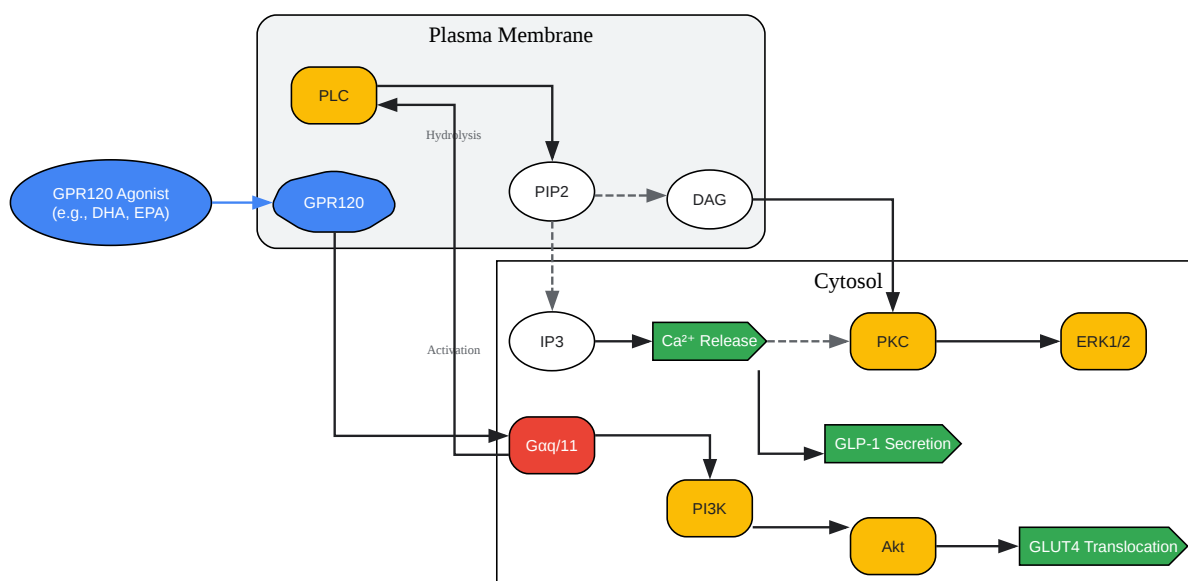 Plasma Membrane
PLC
Hydrolysis
GPR120 Agonist
(e.g., DHA, EPA)
GPR120
PIP2
DAG
Cytosol
IP3
Ca²⁺ Release
PKC
ERK1/2
Activation
Gαq/11
GLP-1 Secretion
PI3K
Akt
GLUT4 Translocation